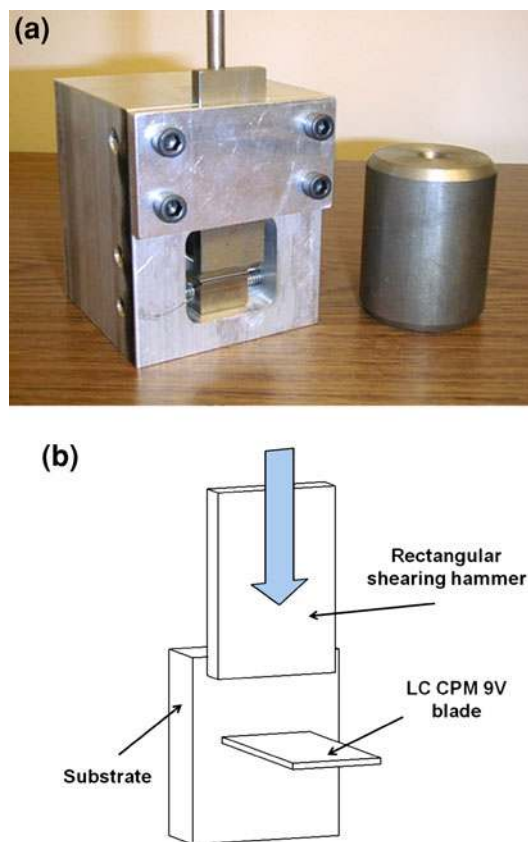 (a)
(b)
Rectangular
shearing hammer
LC CPM 9V
blade
Substrate